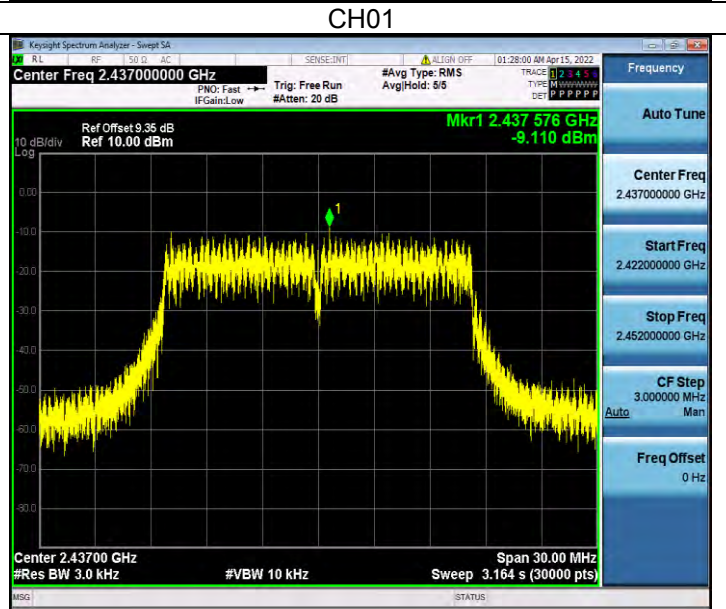 CH01
Keysight Spectrum Analyzer - Swept SA
RL RF 50 Ω AC SENSE:INT ALIGN OFF 01:28:00 AM Apr 15, 2022
Center Freq 2.437000000 GHz
PNO: Fast
IFGain:Low
Trig: Free Run
#Atten: 20 dB
#Avg Type: RMS
Avg|Hold: 5/5
TRACE 1 2 3 4 5 6
TYPE M W W W W W
DET P P P P P P
Frequency
Mkr1 2.437 576 GHz
-9.110 dBm
Ref Offset 9.35 dB
Ref 10.00 dBm
10 dB/div
Log
1
0.00
-10.0
-20.0
-30.0
-40.0
-50.0
-60.0
-70.0
-80.0
Center 2.43700 GHz
#Res BW 3.0 kHz
#VBW 10 kHz
Span 30.00 MHz
Sweep 3.164 s (30000 pts)
Auto Tune
Center Freq
2.437000000 GHz
Start Freq
2.422000000 GHz
Stop Freq
2.452000000 GHz
CF Step
3.000000 MHz
Auto Man
Freq Offset
0 Hz
MSG STATUS